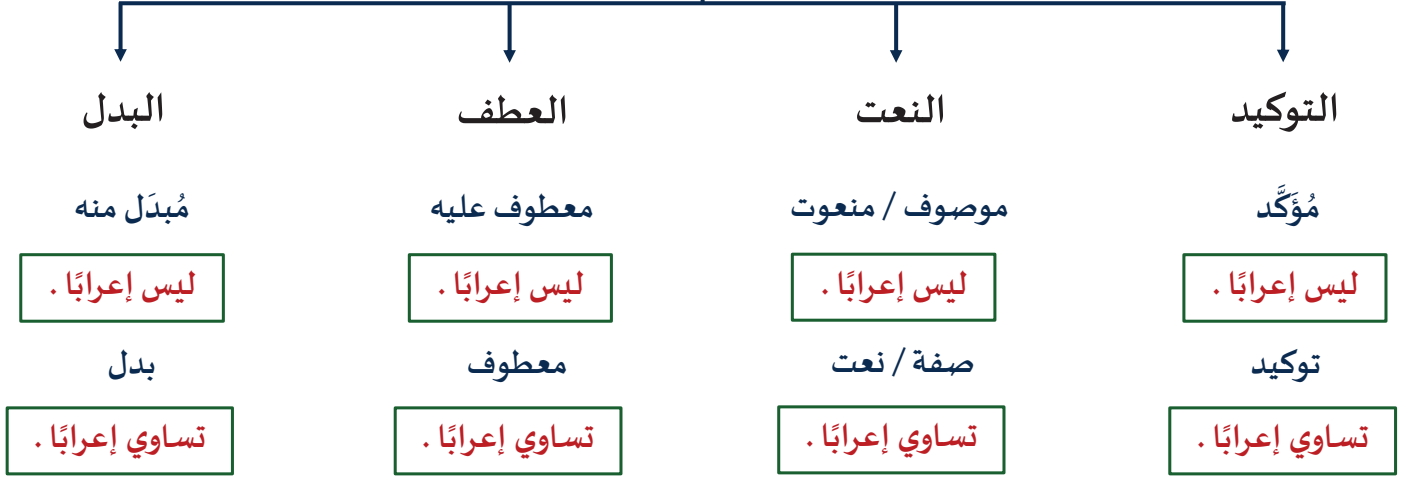 التوكيد
النعت
العطف
البدل
مُؤَكَّد
موصوف / منعوت
معطوف عليه
مُبدَل منه
ليس إعرابًا .
ليس إعرابًا .
ليس إعرابًا .
ليس إعرابًا .
توكيد
صفة / نعت
معطوف
بدل
تساوي إعرابًا .
تساوي إعرابًا .
تساوي إعرابًا .
تساوي إعرابًا .